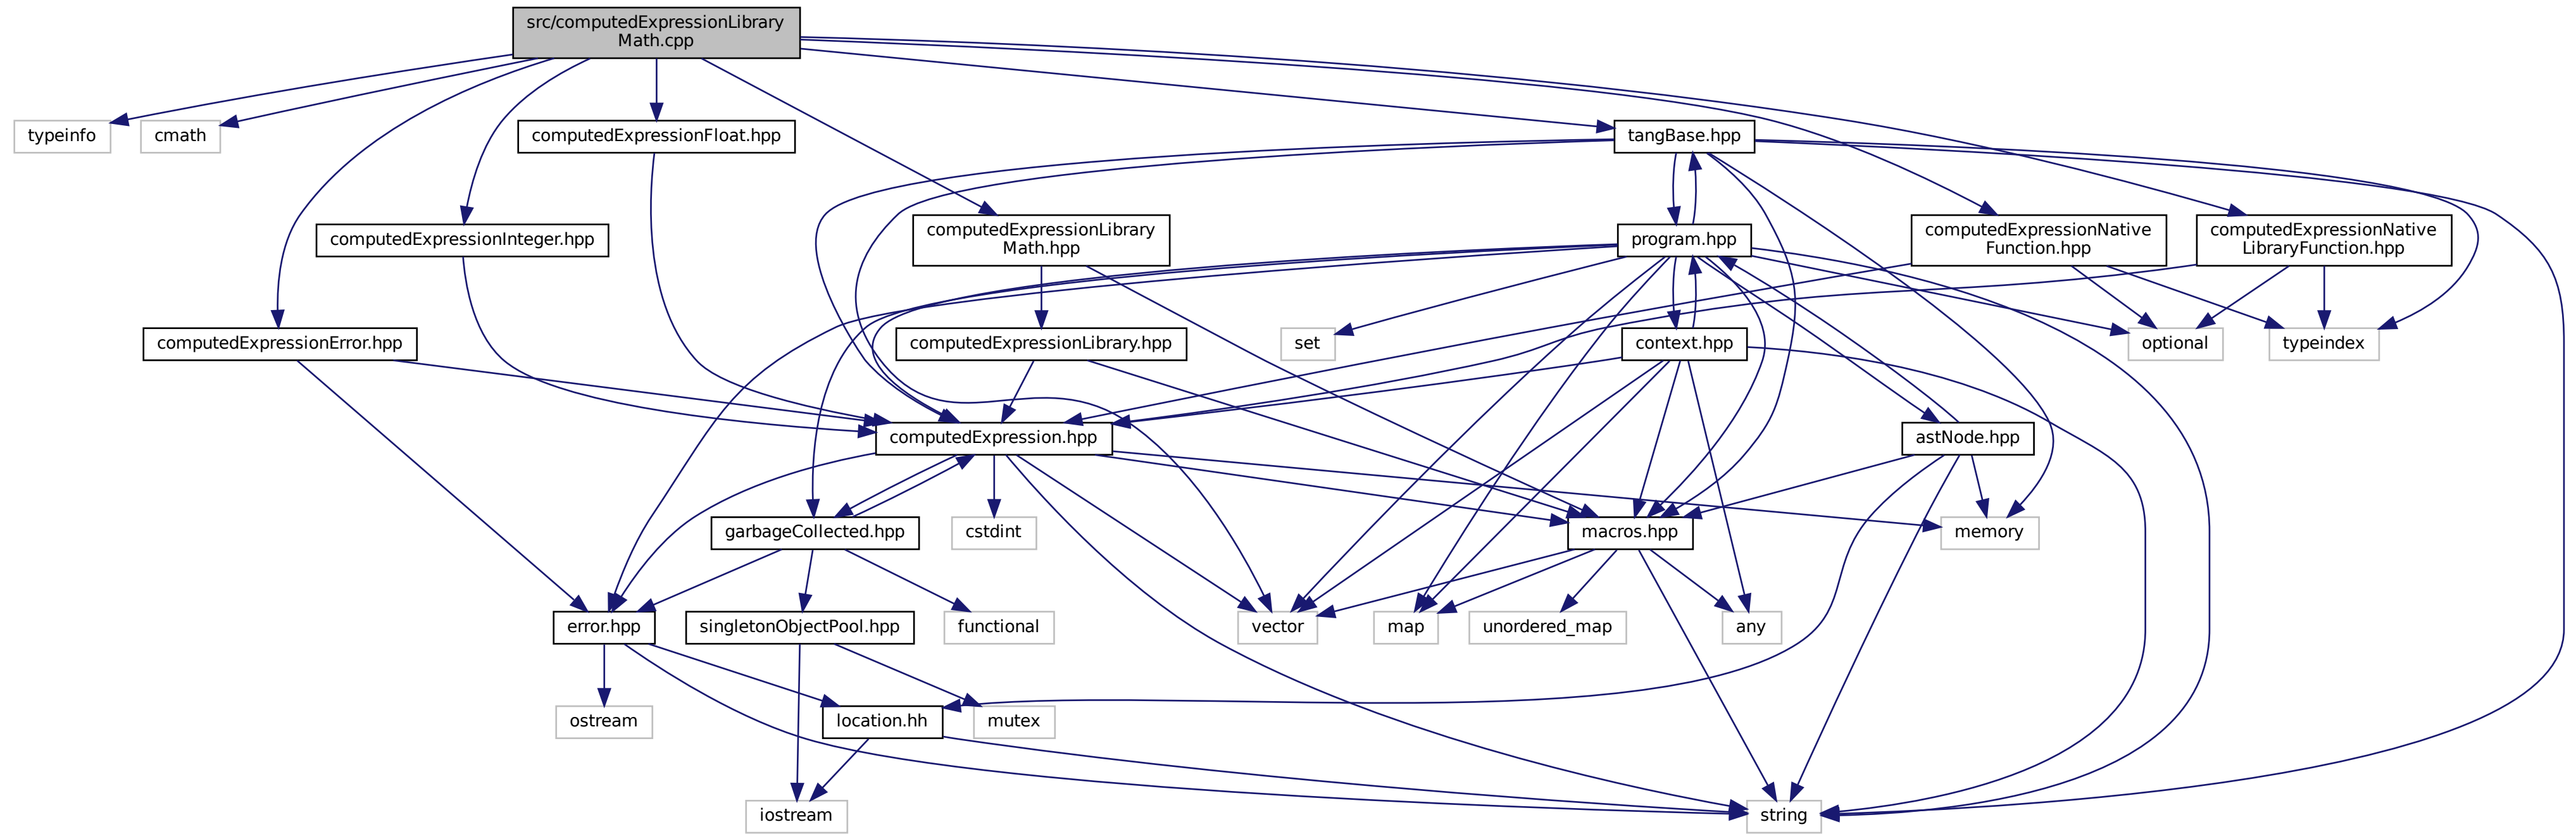 src/computedExpressionLibrary
Math.cpp
typeinfo
cmath
computedExpressionFloat.hpp
tangBase.hpp
computedExpressionInteger.hpp
computedExpressionLibrary
Math.hpp
program.hpp
computedExpressionNative
Function.hpp
computedExpressionNative
LibraryFunction.hpp
computedExpressionError.hpp
computedExpressionLibrary.hpp
set
context.hpp
optional
typeindex
computedExpression.hpp
astNode.hpp
garbageCollected.hpp
cstdint
macros.hpp
memory
error.hpp
singletonObjectPool.hpp
functional
vector
map
unordered_map
any
ostream
location.hh
mutex
iostream
string